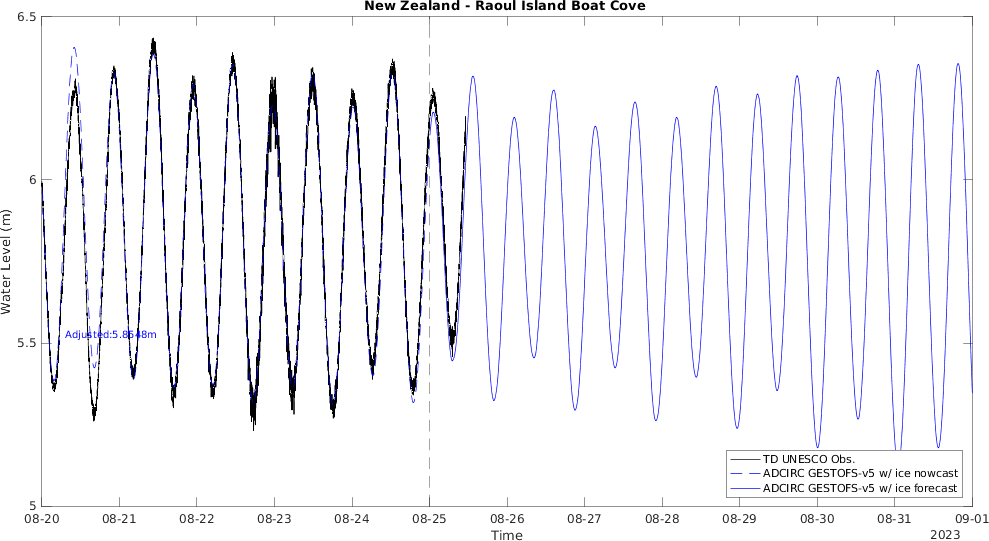 New Zealand - Raoul Island Boat Cove
6.5
6
5.5
5
Water Level (m)
Adjusted:5.8648m
TD UNESCO Obs.
ADCIRC GESTOFS-v5 w/ ice nowcast
ADCIRC GESTOFS-v5 w/ ice forecast
08-20 08-21 08-22 08-23 08-24 08-25 08-26 08-27 08-28 08-29 08-30 08-31 09-01
Time
2023